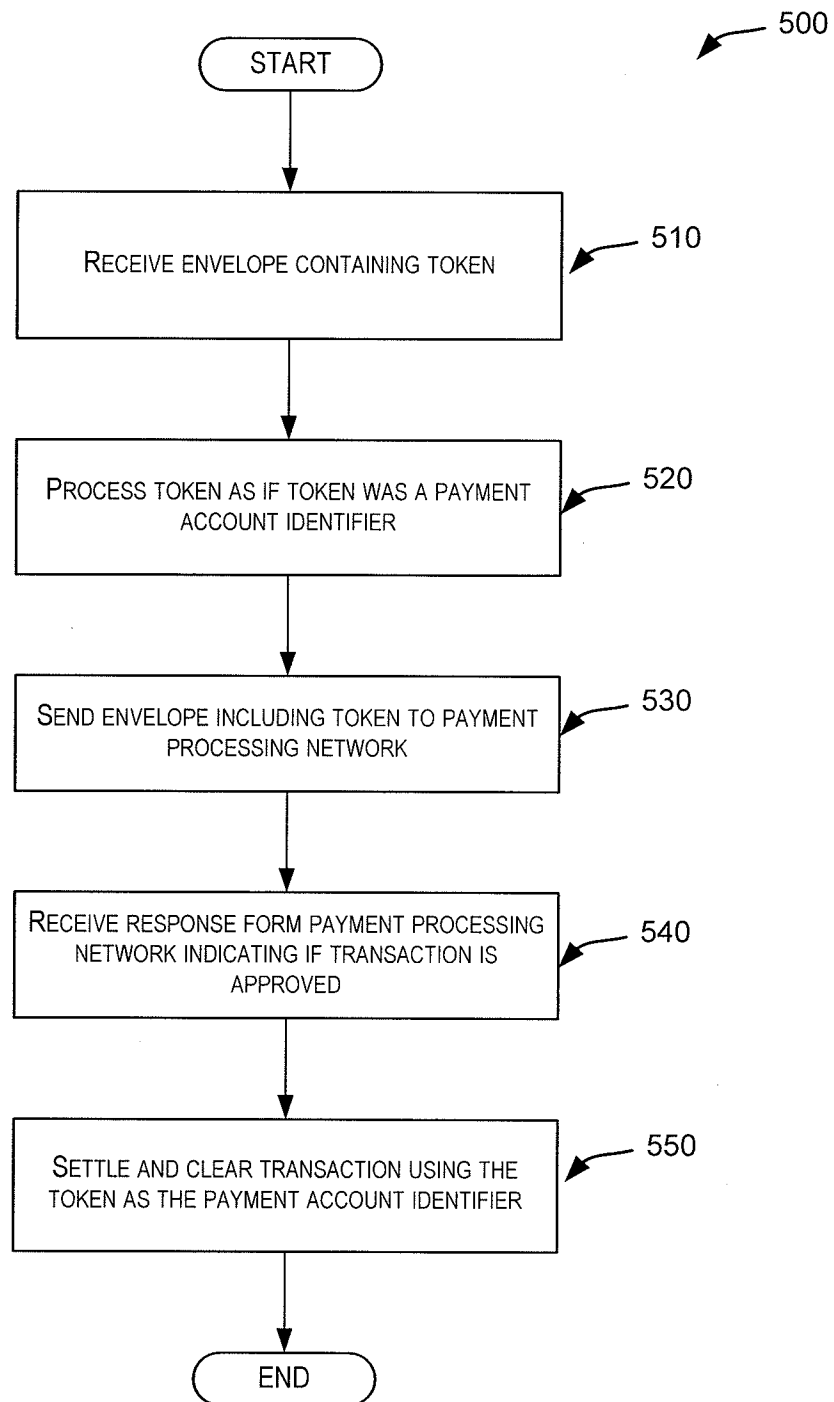 500
START
RECEIVE ENVELOPE CONTAINING TOKEN
510
PROCESS TOKEN AS IF TOKEN WAS A PAYMENT
ACCOUNT IDENTIFIER
520
SEND ENVELOPE INCLUDING TOKEN TO PAYMENT
PROCESSING NETWORK
530
RECEIVE RESPONSE FORM PAYMENT PROCESSING
NETWORK INDICATING IF TRANSACTION IS
APPROVED
540
SETTLE AND CLEAR TRANSACTION USING THE
TOKEN AS THE PAYMENT ACCOUNT IDENTIFIER
550
END